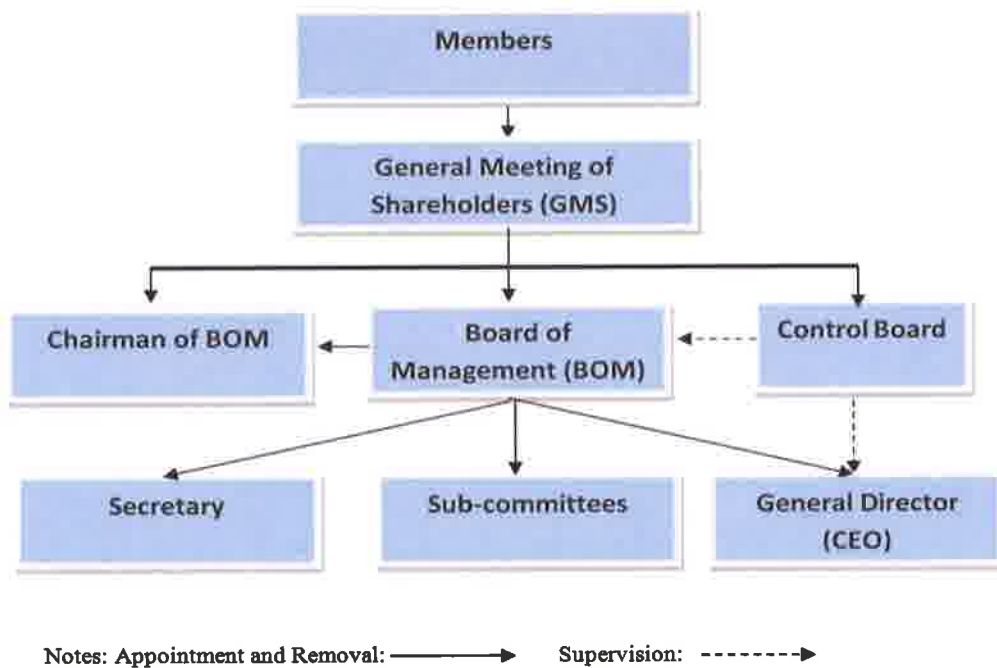 Members
General Meeting of
Shareholders (GMS)
Chairman of BOM
Board of
Management (BOM)
Control Board
Secretary
Sub-committees
General Director
(CEO)
Notes: Appointment and Removal:
Supervision: